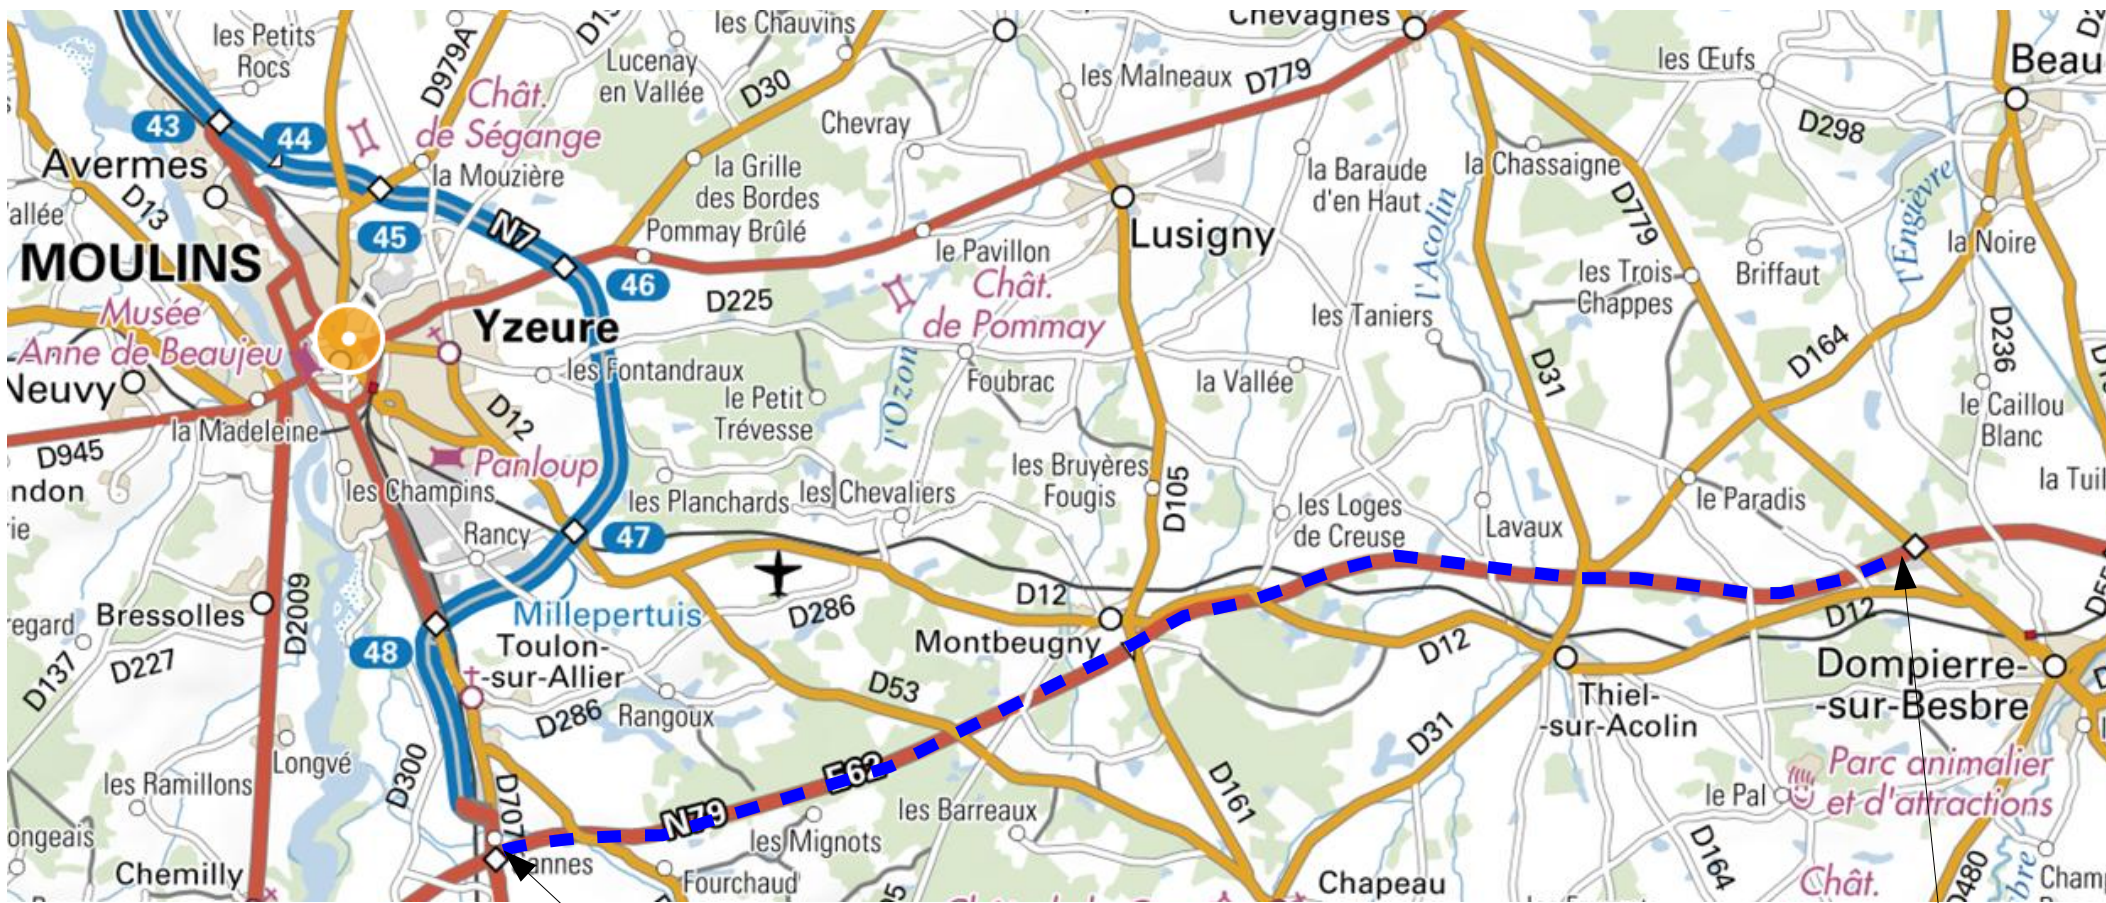 les Petits
Rocs
D979A
les Chauvins
Lucenay
en Vallée
D30
Chevagnes
les Malneaux
D779
les Œufs
Beau
43
44
Chât.
de Ségange
Chevray
D298
Avermes
la Mouzière
la Grille
des Bordes
la Baraude
d'en Haut
la Chassaigne
D13
allée
45
N7
Pommay Brûlé
Lusigny
l'Acolin
D779
l'Engièvre
la Noire
MOULINS
46
le Pavillon
D225
Chât.
de Pommay
les Trois
Chappes
Briffaut
Musée
Anne de Beaujeu
Yzeure
les Taniers
D164
D236
Neuvy
les Fontandraux
l'Ozon
Foubrac
la Vallée
D31
le Petit
Trévesse
le Caillou
Blanc
la Madeleine
D12
D945
Panloup
ndon
rie
les Champins
les Planchards
les Chevaliers
les Bruyères
Fougis
D105
les Loges
de Creuse
Lavaux
le Paradis
la Tuil
Rancy
47
D12
D286
Bressolles
D2009
Millepertuis
Montbeugny
D12
D12
egard
D137
D227
48
Toulon-
-sur-Allier
D53
Dompierre-
-sur-Besbre
D286
Rangoux
Thiel-
-sur-Acolin
D31
Longvé
les Ramillons
D300
D707
E62
N79
les Mignots
les Barreaux
D161
le Pal
Parc animalier
et d'attractions
ongeais
Chemilly
Fourchaud
Chapeau
D164
Chât.
D480
bre
Cham